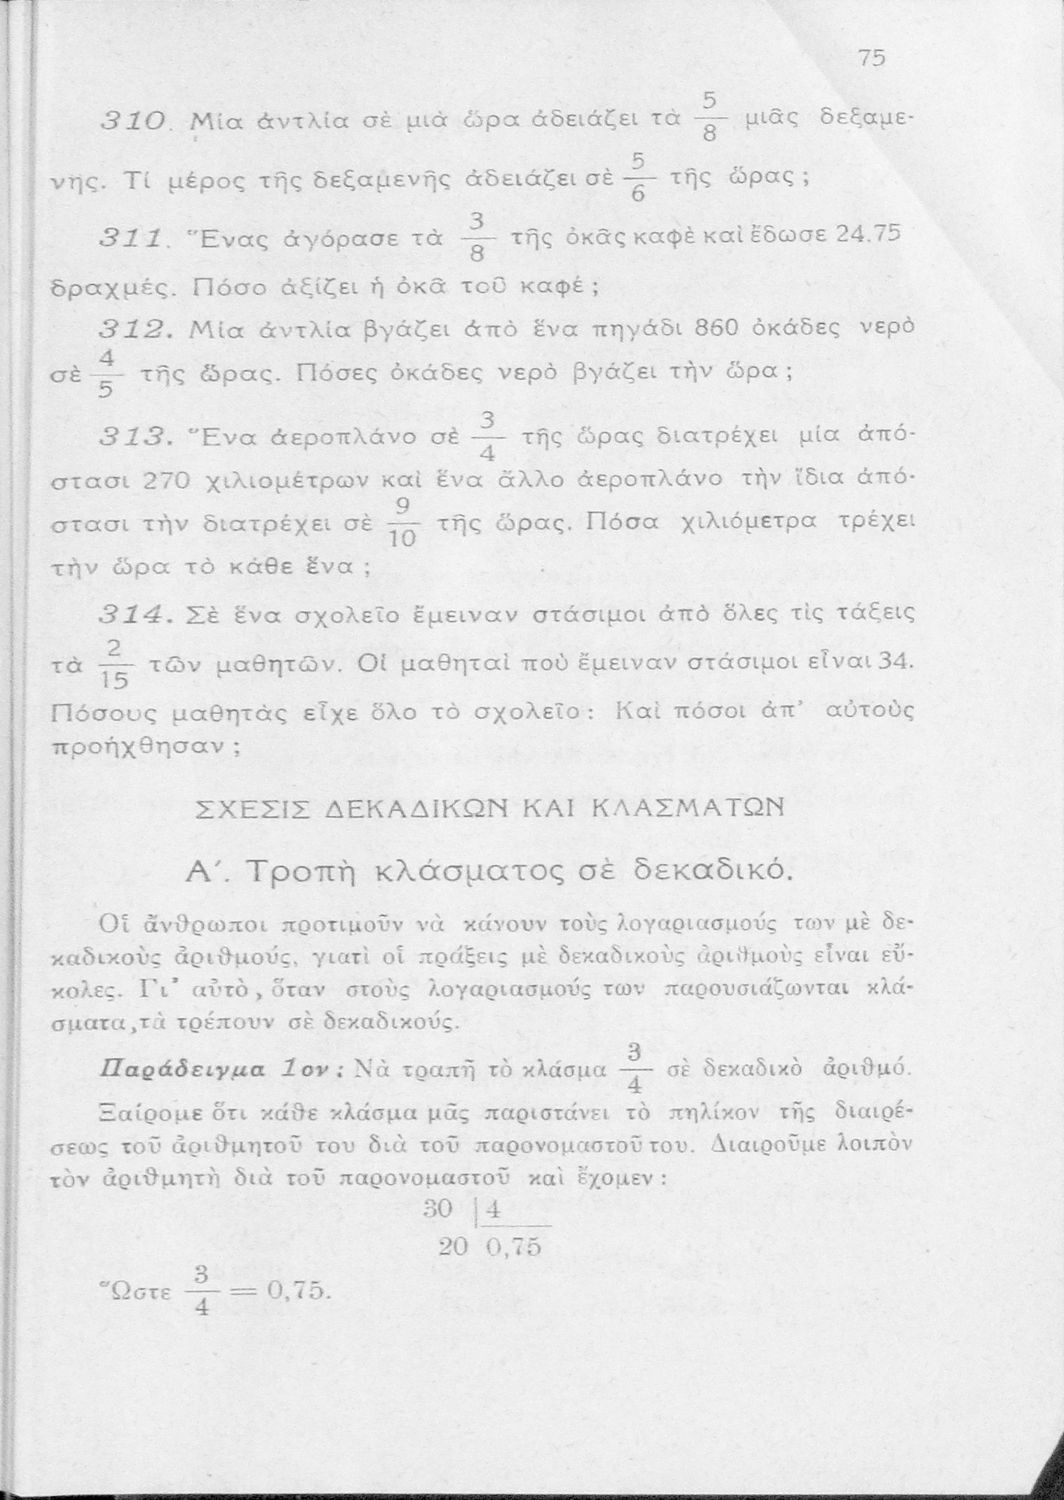 75
310. Μία ἀντλία σὲ μιὰ ὥρα ἀδειάζει τὰ 5/8 μιᾶς δεξαμε-
νης. Τί μέρος τῆς δεξαμενῆς ἀδειάζει σὲ 5/6 τῆς ὥρας ;
311. Ἕνας ἀγόρασε τὰ 3/8 τῆς ὀκᾶς καφὲ καὶ ἔδωσε 24.75
δραχμές. Πόσο ἀξίζει ἡ ὀκᾶ τοῦ καφέ ;
312. Μία ἀντλία βγάζει ἀπὸ ἕνα πηγάδι 860 ὀκάδες νερὸ
σὲ 4/5 τῆς ὥρας. Πόσες ὀκάδες νερὸ βγάζει τὴν ὥρα ;
313. Ἕνα ἀεροπλάνο σὲ 3/4 τῆς ὥρας διατρέχει μία ἀπό-
στασι 270 χιλιομέτρων καὶ ἕνα ἄλλο ἀεροπλάνο τὴν ἴδια ἀπό-
στασι τὴν διατρέχει σὲ 9/10 τῆς ὥρας. Πόσα χιλιόμετρα τρέχει
τὴν ὥρα τὸ κάθε ἕνα ;
314. Σὲ ἕνα σχολεῖο ἔμειναν στάσιμοι ἀπὸ ὅλες τὶς τάξεις
τὰ 2/15 τῶν μαθητῶν. Οἱ μαθηταὶ ποὺ ἔμειναν στάσιμοι εἶναι 34.
Πόσους μαθητὰς εἶχε ὅλο τὸ σχολεῖο : Καὶ πόσοι ἀπ' αὐτοὺς
προήχθησαν ;
ΣΧΕΣΙΣ ΔΕΚΑΔΙΚΩΝ ΚΑΙ ΚΛΑΣΜΑΤΩΝ
Α΄. Τροπὴ κλάσματος σὲ δεκαδικό.
Οἱ ἄνθρωποι προτιμοῦν νὰ κάνουν τοὺς λογαριασμούς των μὲ δε-
καδικοὺς ἀριθμούς, γιατὶ οἱ πράξεις μὲ δεκαδικοὺς ἀριθμοὺς εἶναι εὔ-
κολες. Γι' αὐτὸ, ὅταν στοὺς λογαριασμούς των παρουσιάζωνται κλά-
σματα, τὰ τρέπουν σὲ δεκαδικούς.
Παράδειγμα 1ον : Νὰ τραπῇ τὸ κλάσμα 3/4 σὲ δεκαδικὸ ἀριθμό.
Ξαίρομε ὅτι κάθε κλάσμα μᾶς παριστάνει τὸ πηλίκον τῆς διαιρέ-
σεως τοῦ ἀριθμητοῦ του διὰ τοῦ παρονομαστοῦ του. Διαιροῦμε λοιπὸν
τὸν ἀριθμητὴ διὰ τοῦ παρονομαστοῦ καὶ ἔχομεν :
30 | 4
20 0,75
Ὥστε 3/4 = 0,75.